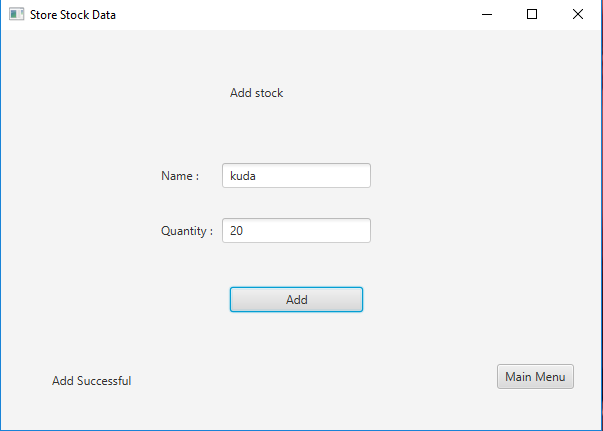 Store Stock Data
Add stock
Name : kuda
Quantity : 20
Add
Main Menu
Add Successful